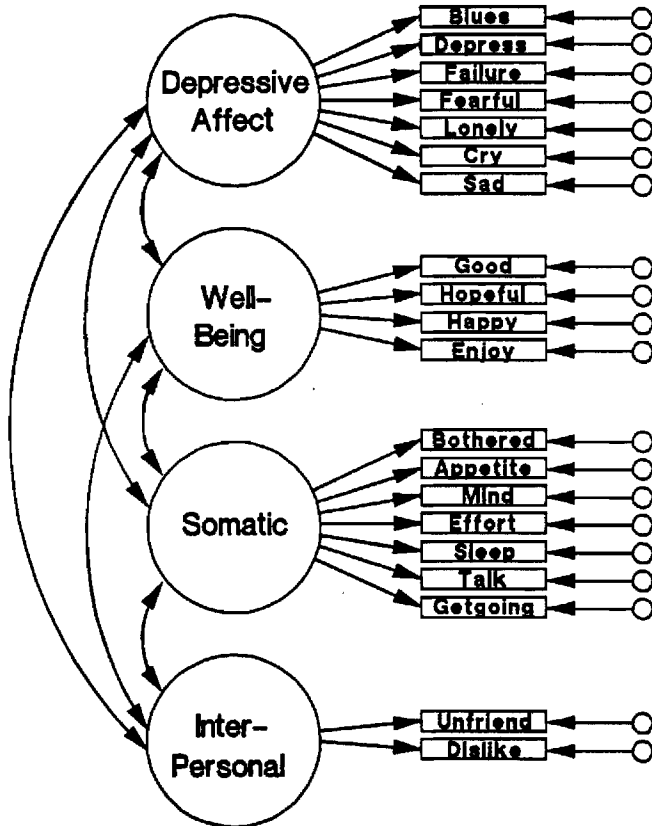 Depressive
Affect
Blues
Depress
Failure
Fearful
Lonely
Cry
Sad
Well-
Being
Good
Hopeful
Happy
Enjoy
Somatic
Bothered
Appetite
Mind
Effort
Sleep
Talk
Getgoing
Inter-
Personal
Unfriend
Dislike